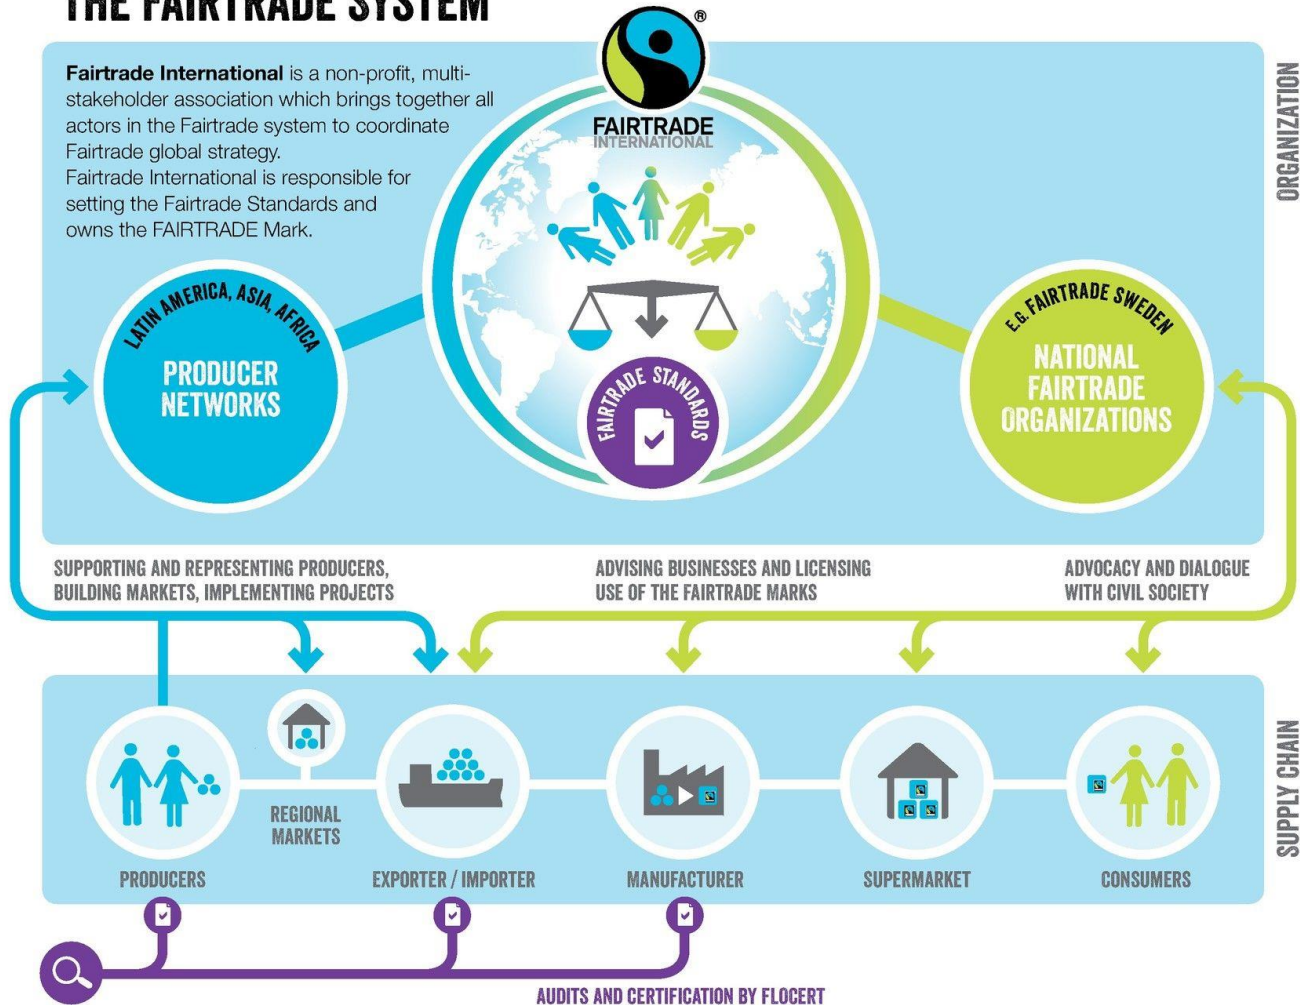 THE FAIRTRADE SYSTEM
®
Fairtrade International is a non-profit, multi-
stakeholder association which brings together all
actors in the Fairtrade system to coordinate
Fairtrade global strategy.
Fairtrade International is responsible for
setting the Fairtrade Standards and
owns the FAIRTRADE Mark.
FAIRTRADE
INTERNATIONAL
ORGANIZATION
LATIN AMERICA, ASIA, AFRICA
PRODUCER
NETWORKS
FAIRTRADE STANDARDS
E.G. FAIRTRADE SWEDEN
NATIONAL
FAIRTRADE
ORGANIZATIONS
SUPPORTING AND REPRESENTING PRODUCERS,
BUILDING MARKETS, IMPLEMENTING PROJECTS
ADVISING BUSINESSES AND LICENSING
USE OF THE FAIRTRADE MARKS
ADVOCACY AND DIALOGUE
WITH CIVIL SOCIETY
SUPPLY CHAIN
REGIONAL
MARKETS
PRODUCERS
EXPORTER / IMPORTER
MANUFACTURER
SUPERMARKET
CONSUMERS
AUDITS AND CERTIFICATION BY FLOCERT